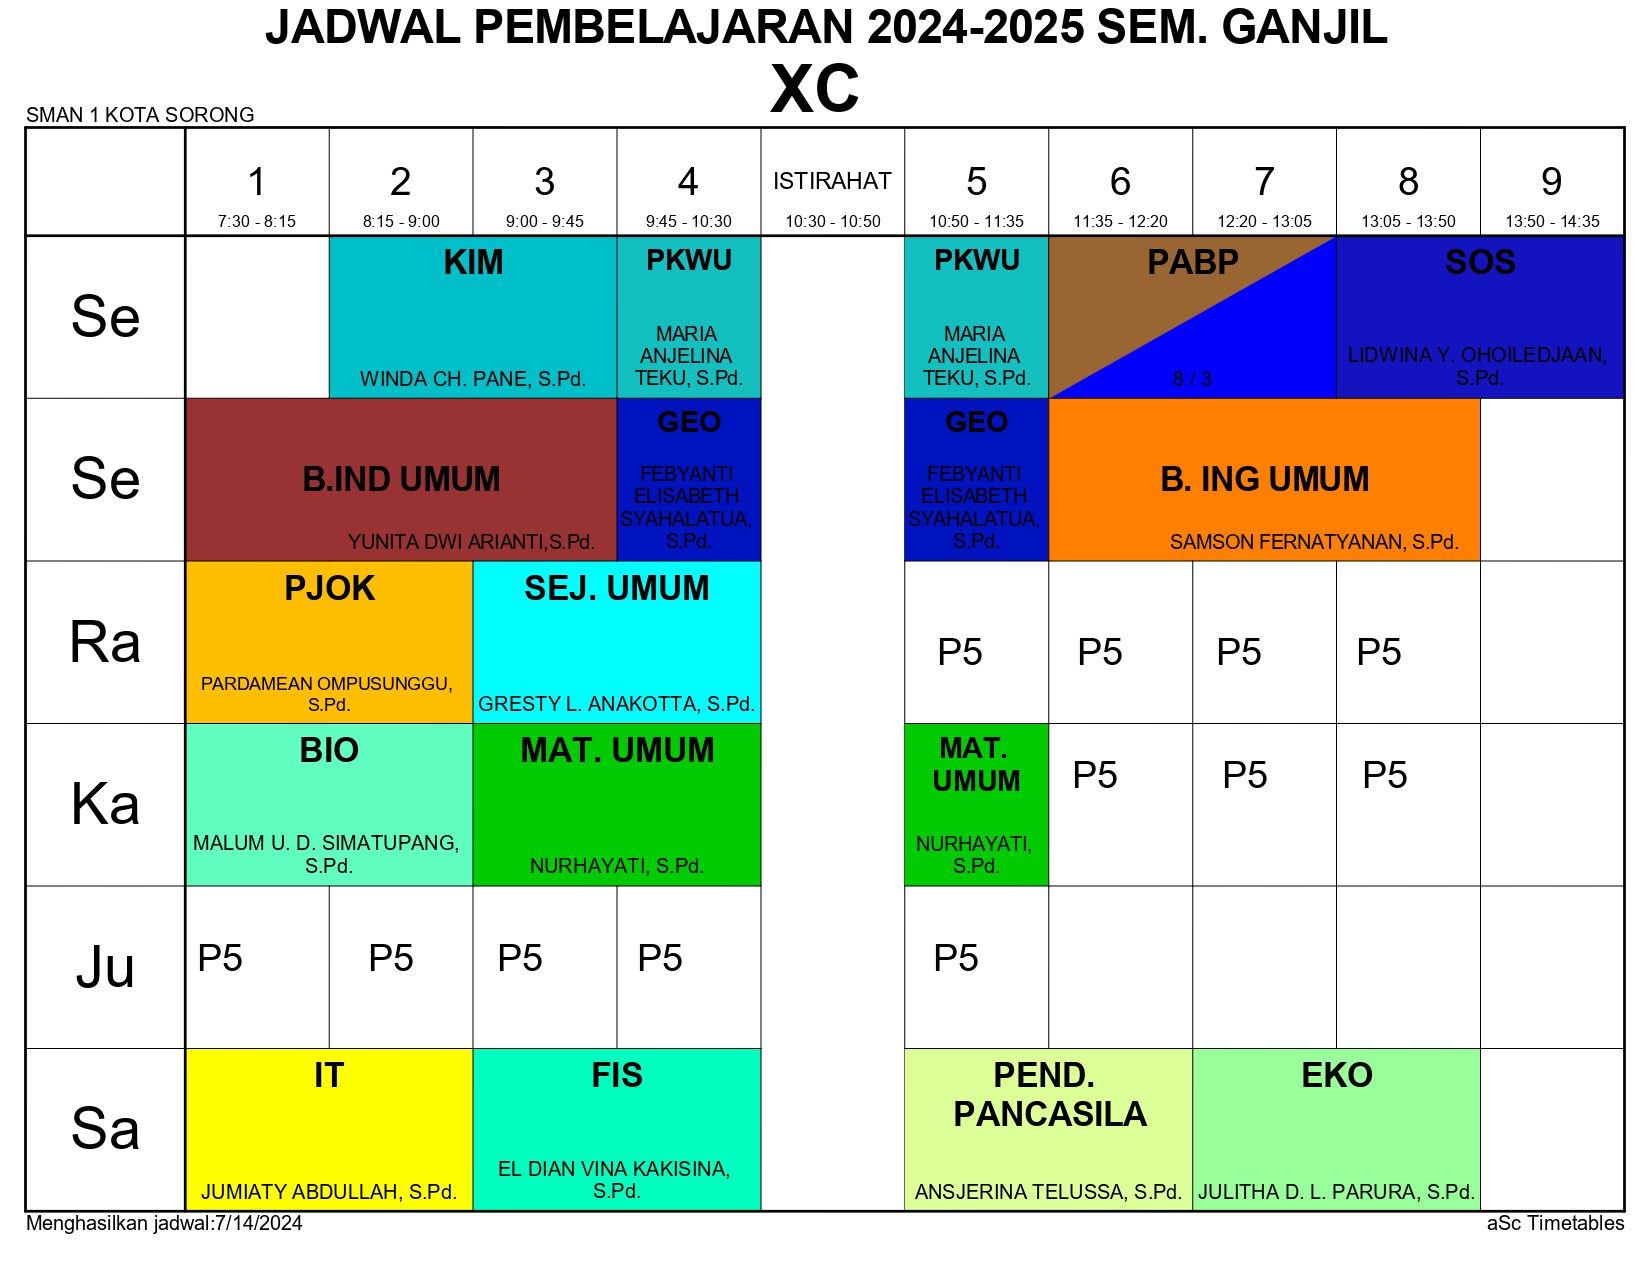 JADWAL PEMBELAJARAN 2024-2025 SEM. GANJIL
XC
SMAN 1 KOTA SORONG
1 2 3 4 ISTIRAHAT 5 6 7 8 9
7:30 - 8:15 8:15 - 9:00 9:00 - 9:45 9:45 - 10:30 10:30 - 10:50 10:50 - 11:35 11:35 - 12:20 12:20 - 13:05 13:05 - 13:50 13:50 - 14:35
Se
KIM
WINDA CH. PANE, S.Pd.
PKWU
MARIA
ANJELINA
TEKU, S.Pd.
PKWU
MARIA
ANJELINA
TEKU, S.Pd.
PABP
8 / 3
SOS
LIDWINA Y. OHOILEDJAAN,
S.Pd.
Se
B.IND UMUM
YUNITA DWI ARIANTI,S.Pd.
GEO
FEBYANTI
ELISABETH
SYAHALATUA,
S.Pd.
GEO
FEBYANTI
ELISABETH
SYAHALATUA,
S.Pd.
B. ING UMUM
SAMSON FERNATYANAN, S.Pd.
Ra
PJOK
PARDAMEAN OMPUSUNGGU,
S.Pd.
SEJ. UMUM
GRESTY L. ANAKOTTA, S.Pd.
P5 P5 P5 P5
Ka
BIO
MALUM U. D. SIMATUPANG,
S.Pd.
MAT. UMUM
NURHAYATI, S.Pd.
MAT.
UMUM
NURHAYATI,
S.Pd.
P5 P5 P5
Ju
P5 P5 P5 P5 P5
Sa
IT
JUMIATY ABDULLAH, S.Pd.
FIS
EL DIAN VINA KAKISINA,
S.Pd.
PEND.
PANCASILA
ANSJERINA TELUSSA, S.Pd.
EKO
JULITHA D. L. PARURA, S.Pd.
Menghasilkan jadwal:7/14/2024
aSc Timetables